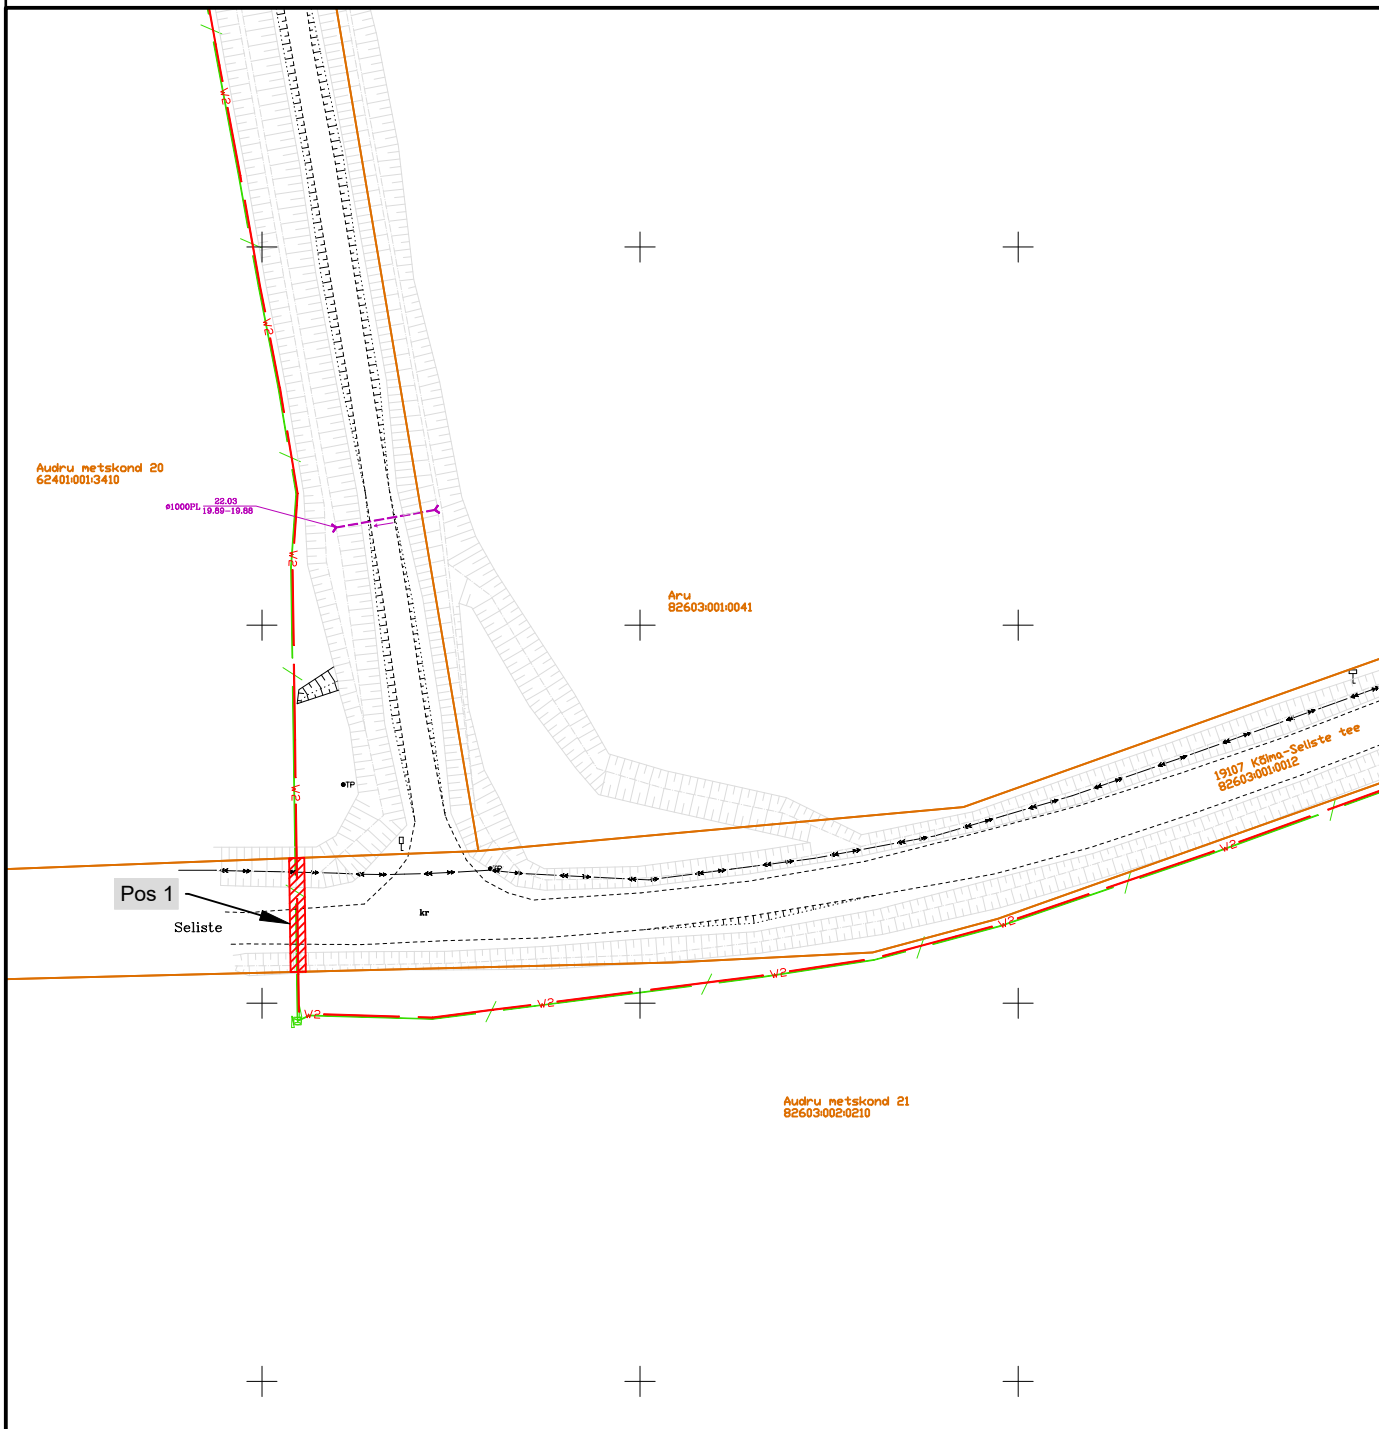 W2
W2
Audru metskond 20
62401:001:3410
ø1000PL
22.03
19.89-19.88
W2
Aru
82603:001:0041
19107 Kõima-Seliste tee
82603:001:0012
TP
W2
TP
Pos 1
kr
Seliste
W2
W2
W2
W2
W2
Audru metskond 21
82603:002:0210